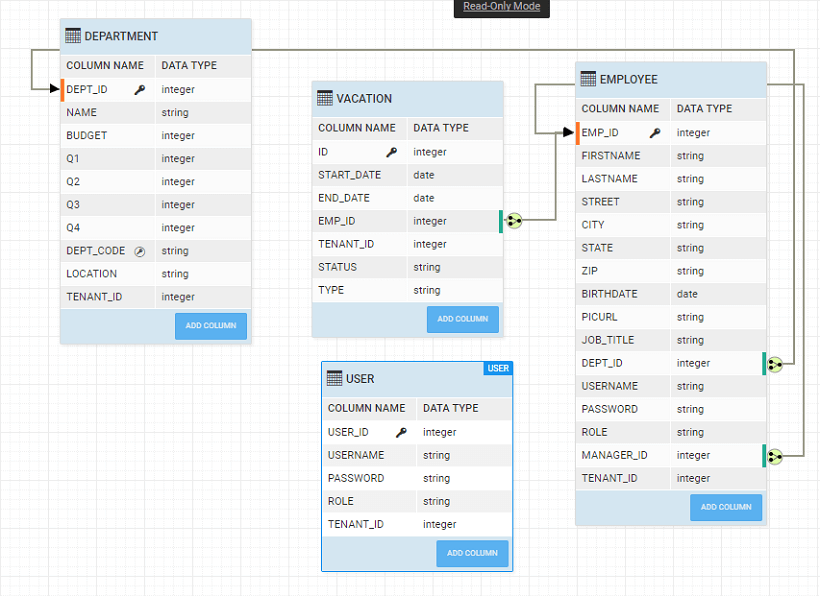 Read-Only Mode
DEPARTMENT
COLUMN NAME DATA TYPE
DEPT_ID integer
NAME string
BUDGET integer
Q1 integer
Q2 integer
Q3 integer
Q4 integer
DEPT_CODE string
LOCATION string
TENANT_ID integer
ADD COLUMN
VACATION
COLUMN NAME DATA TYPE
ID integer
START_DATE date
END_DATE date
EMP_ID integer
TENANT_ID integer
STATUS string
TYPE string
ADD COLUMN
USER
USER
COLUMN NAME DATA TYPE
USER_ID integer
USERNAME string
PASSWORD string
ROLE string
TENANT_ID integer
ADD COLUMN
EMPLOYEE
COLUMN NAME DATA TYPE
EMP_ID integer
FIRSTNAME string
LASTNAME string
STREET string
CITY string
STATE string
ZIP string
BIRTHDATE date
PICURL string
JOB_TITLE string
DEPT_ID integer
USERNAME string
PASSWORD string
ROLE string
MANAGER_ID integer
TENANT_ID integer
ADD COLUMN